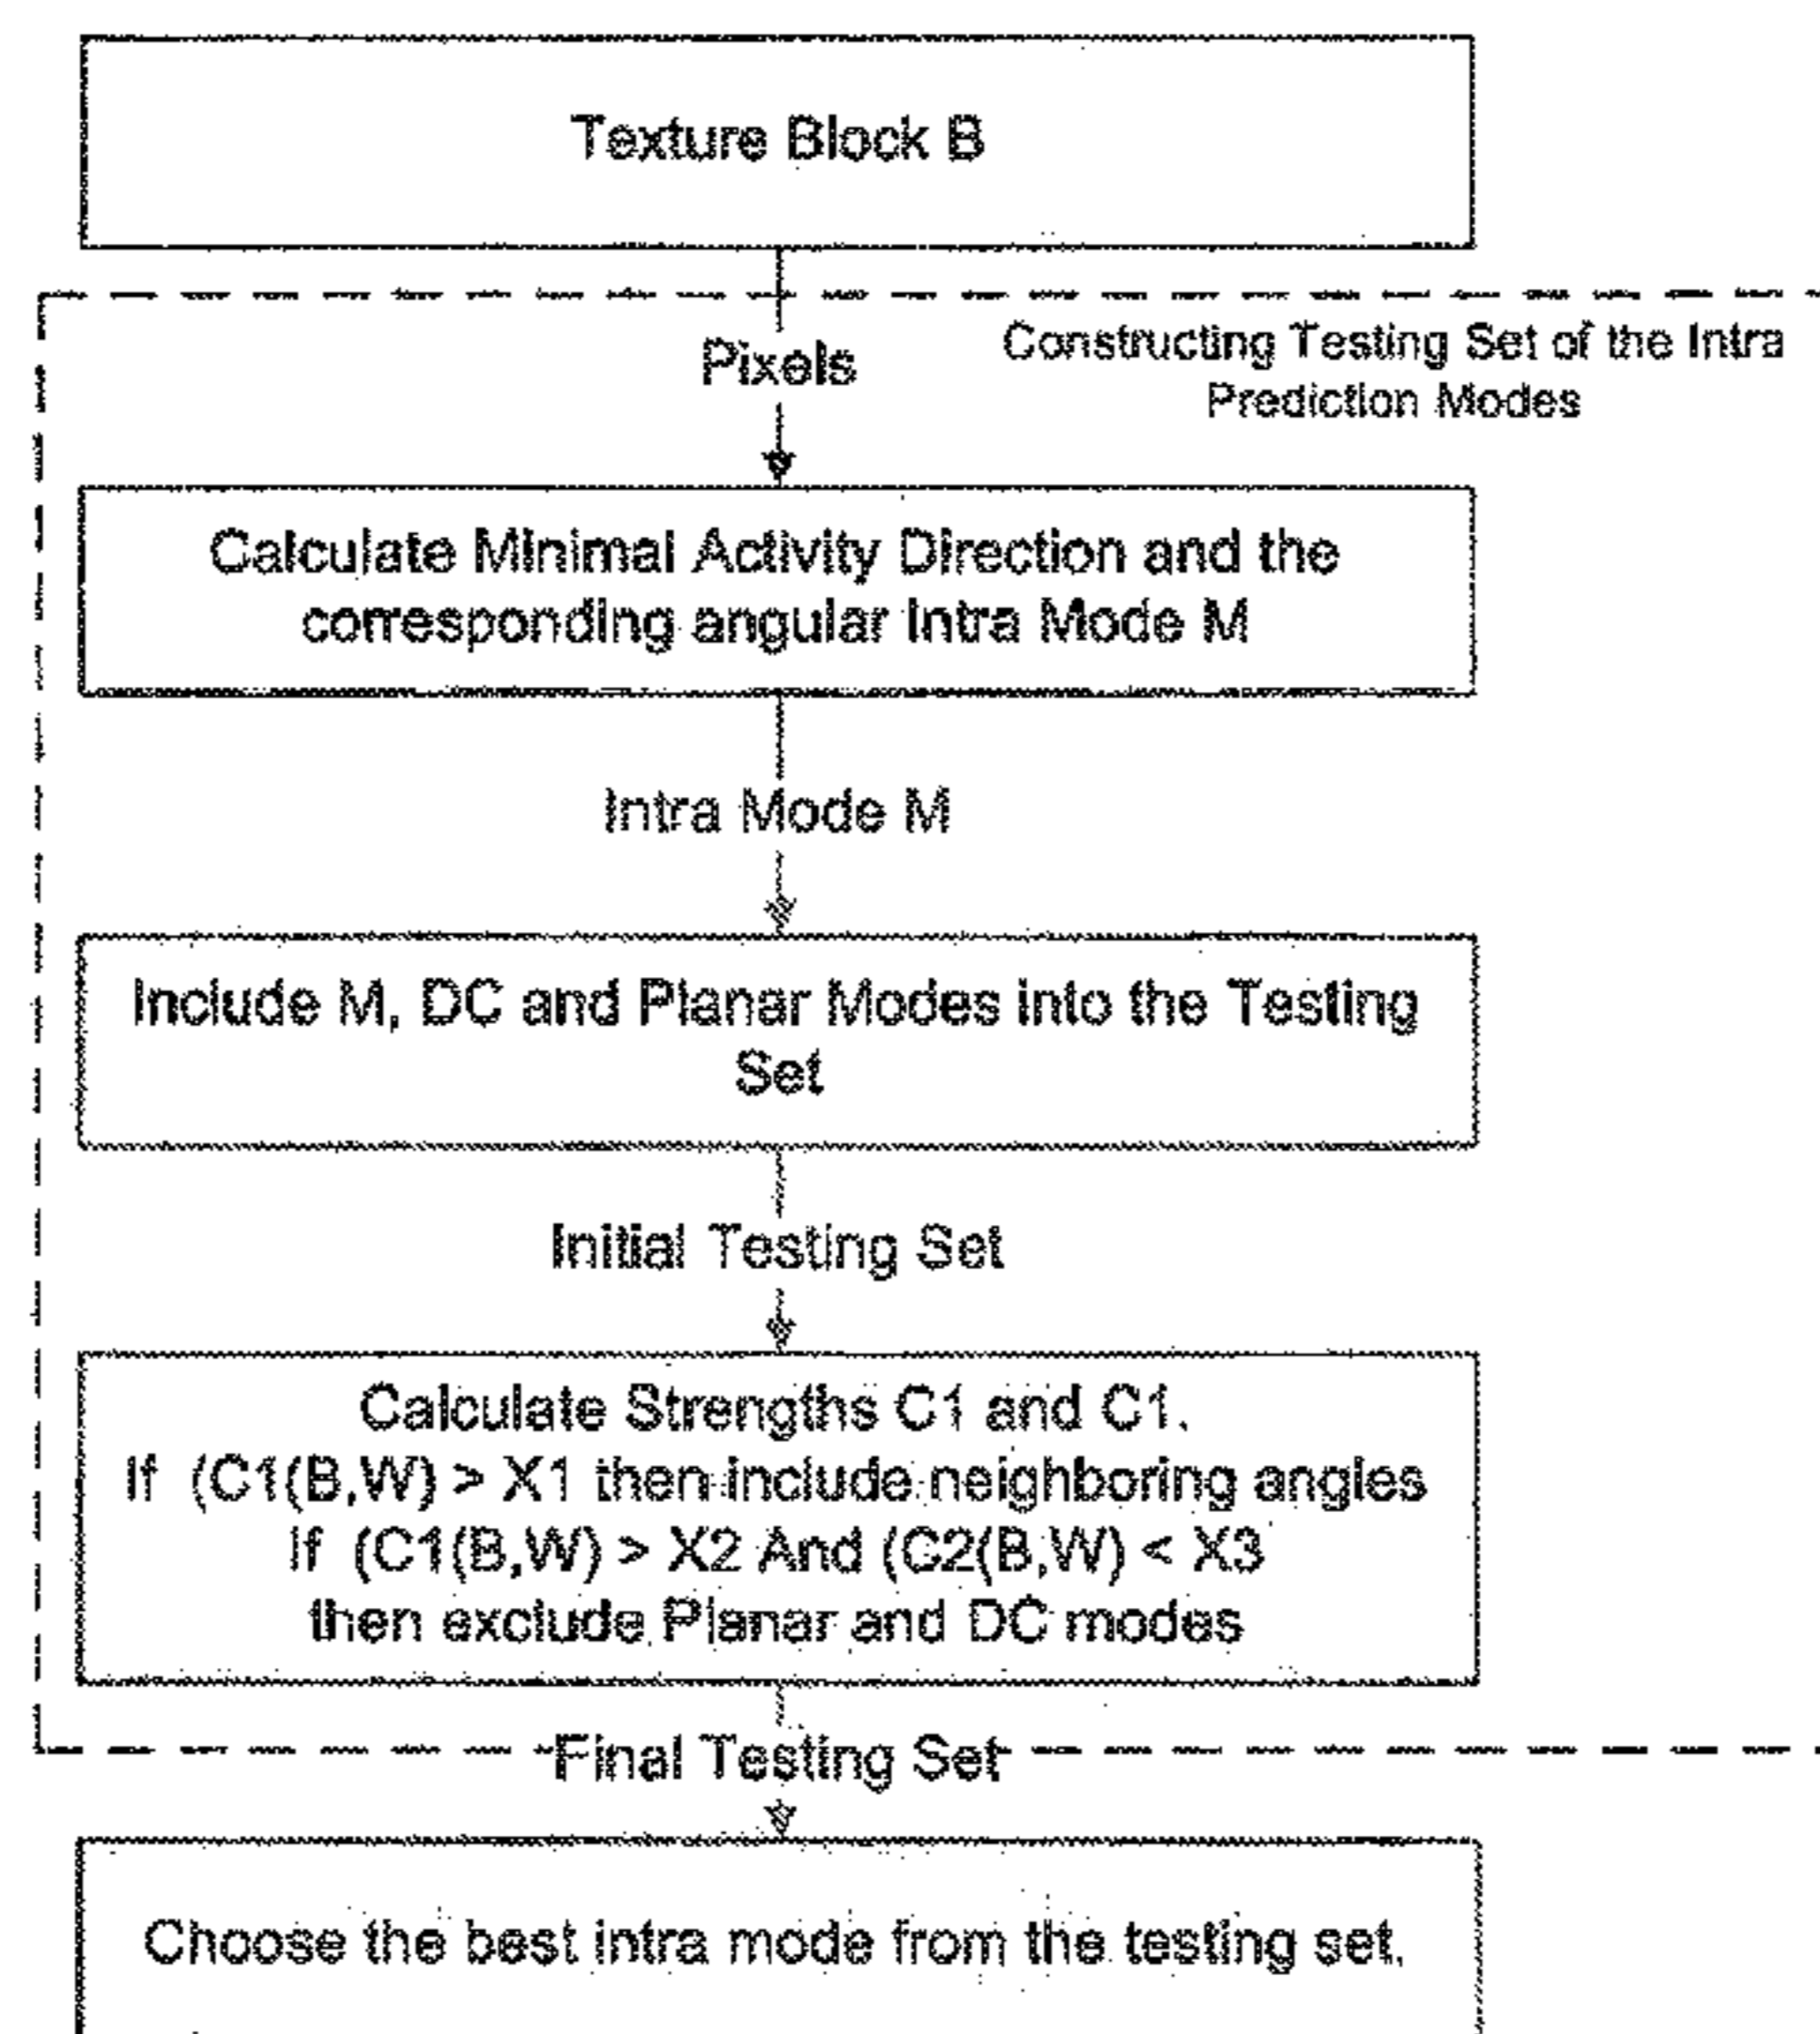 Texture Block B
Pixels
Constructing Testing Set of the Intra
Prediction Modes
Calculate Minimal Activity Direction and the
corresponding angular Intra Mode M
Intra Mode M
Include M, DC and Planar Modes into the Testing
Set
Initial Testing Set
Calculate Strengths C1 and C1.
If (C1(B,W) > X1 then include neighboring angles
If (C1(B,W) > X2 And (C2(B,W) < X3
then exclude Planar and DC modes
Final Testing Set
Choose the best intra mode from the testing set.